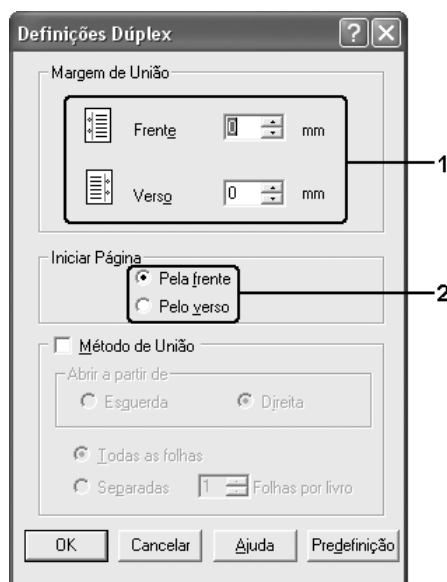 Definições Dúplex
Margem de União
Frente 0 mm
1
Verso 0 mm
Iniciar Página
Pela frente
2
Pelo verso
Método de União
Abrir a partir de
Esquerda Direita
Todas as folhas
Separadas 1 Folhas por livro
OK Cancelar Ajuda Predefinição